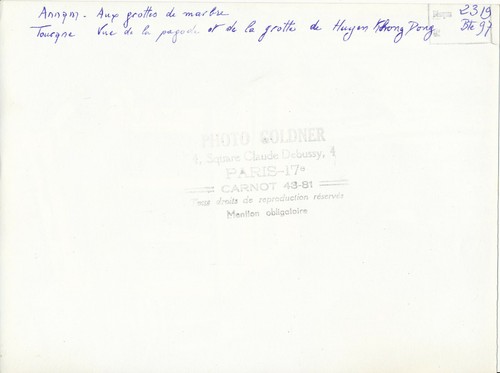 Annam. Aux grottes de marbre
Tourane Vue de la pagode et de la grotte de Huyen Khong Dong
2319
Bte 97
PHOTO GOLDNER
4, Square Claude Debussy, 4
PARIS-17e
CARNOT 43-81
Tous droits de reproduction réservés
Mention obligatoire